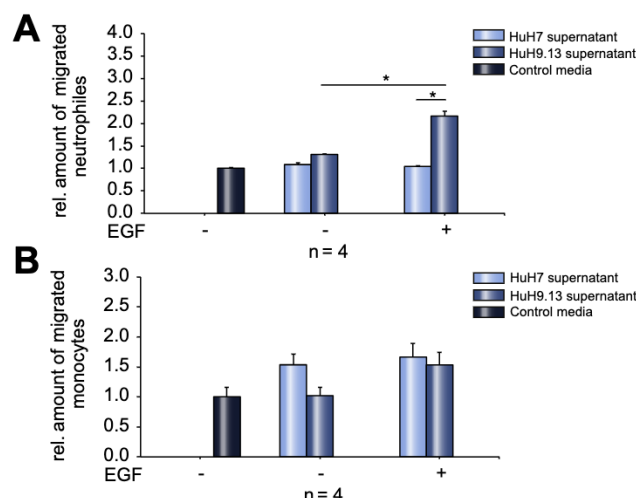 A
rel. amount of migrated
neutrophiles
4.0
3.5
3.0
2.5
2.0
1.5
1.0
0.5
0.0
*
*
HuH7 supernatant
HuH9.13 supernatant
Control media
EGF - - +
n = 4
B
rel. amount of migrated
monocytes
3.0
2.5
2.0
1.5
1.0
0.5
0.0
HuH7 supernatant
HuH9.13 supernatant
Control media
EGF - - +
n = 4